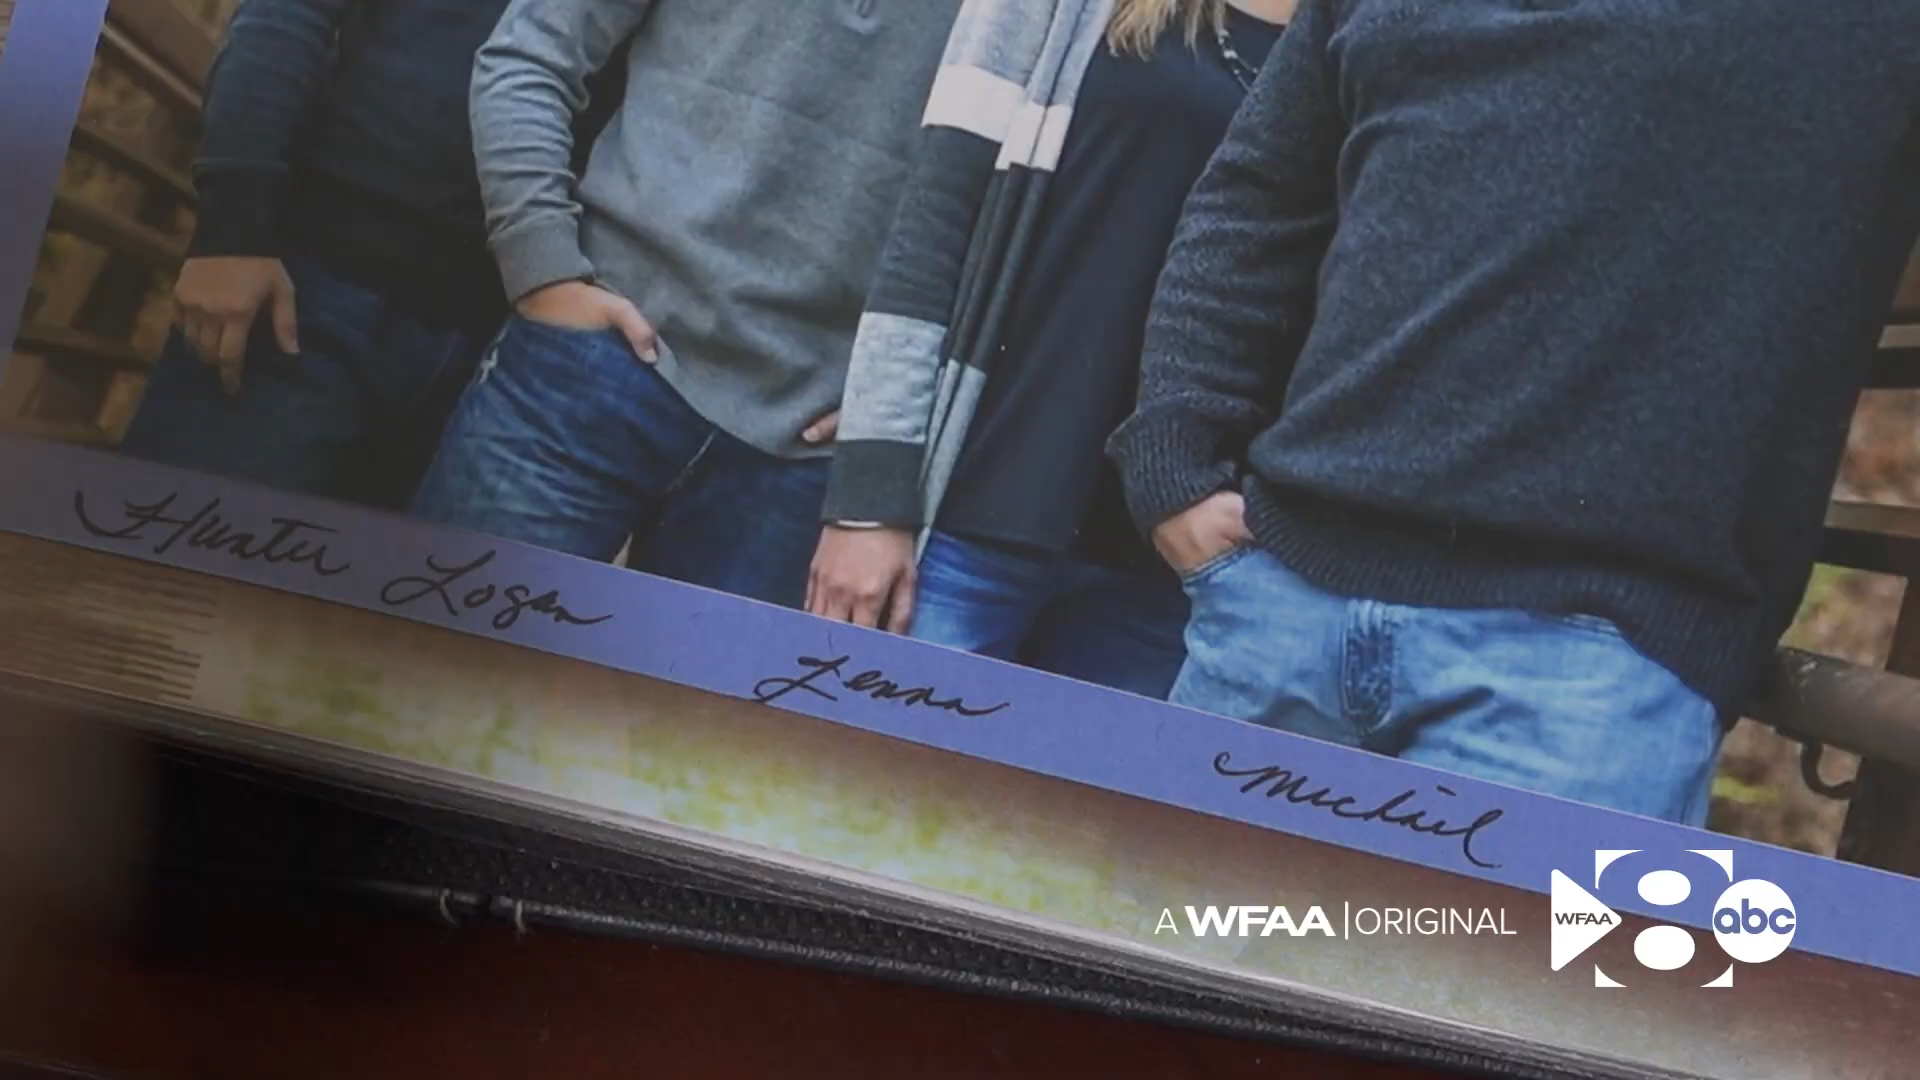 Hunter Logan
Jenna
Michael
A WFAA | ORIGINAL
WFAA 8 abc